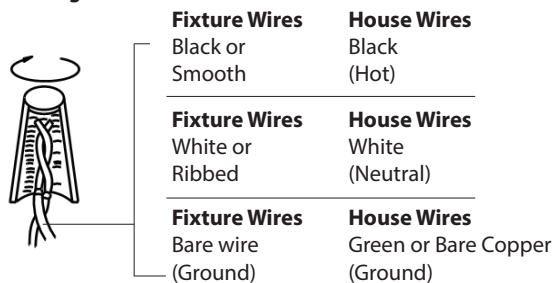 Fixture Wires House Wires
Black or Black
Smooth (Hot)
Fixture Wires House Wires
White or White
Ribbed (Neutral)
Fixture Wires House Wires
Bare wire Green or Bare Copper
(Ground) (Ground)